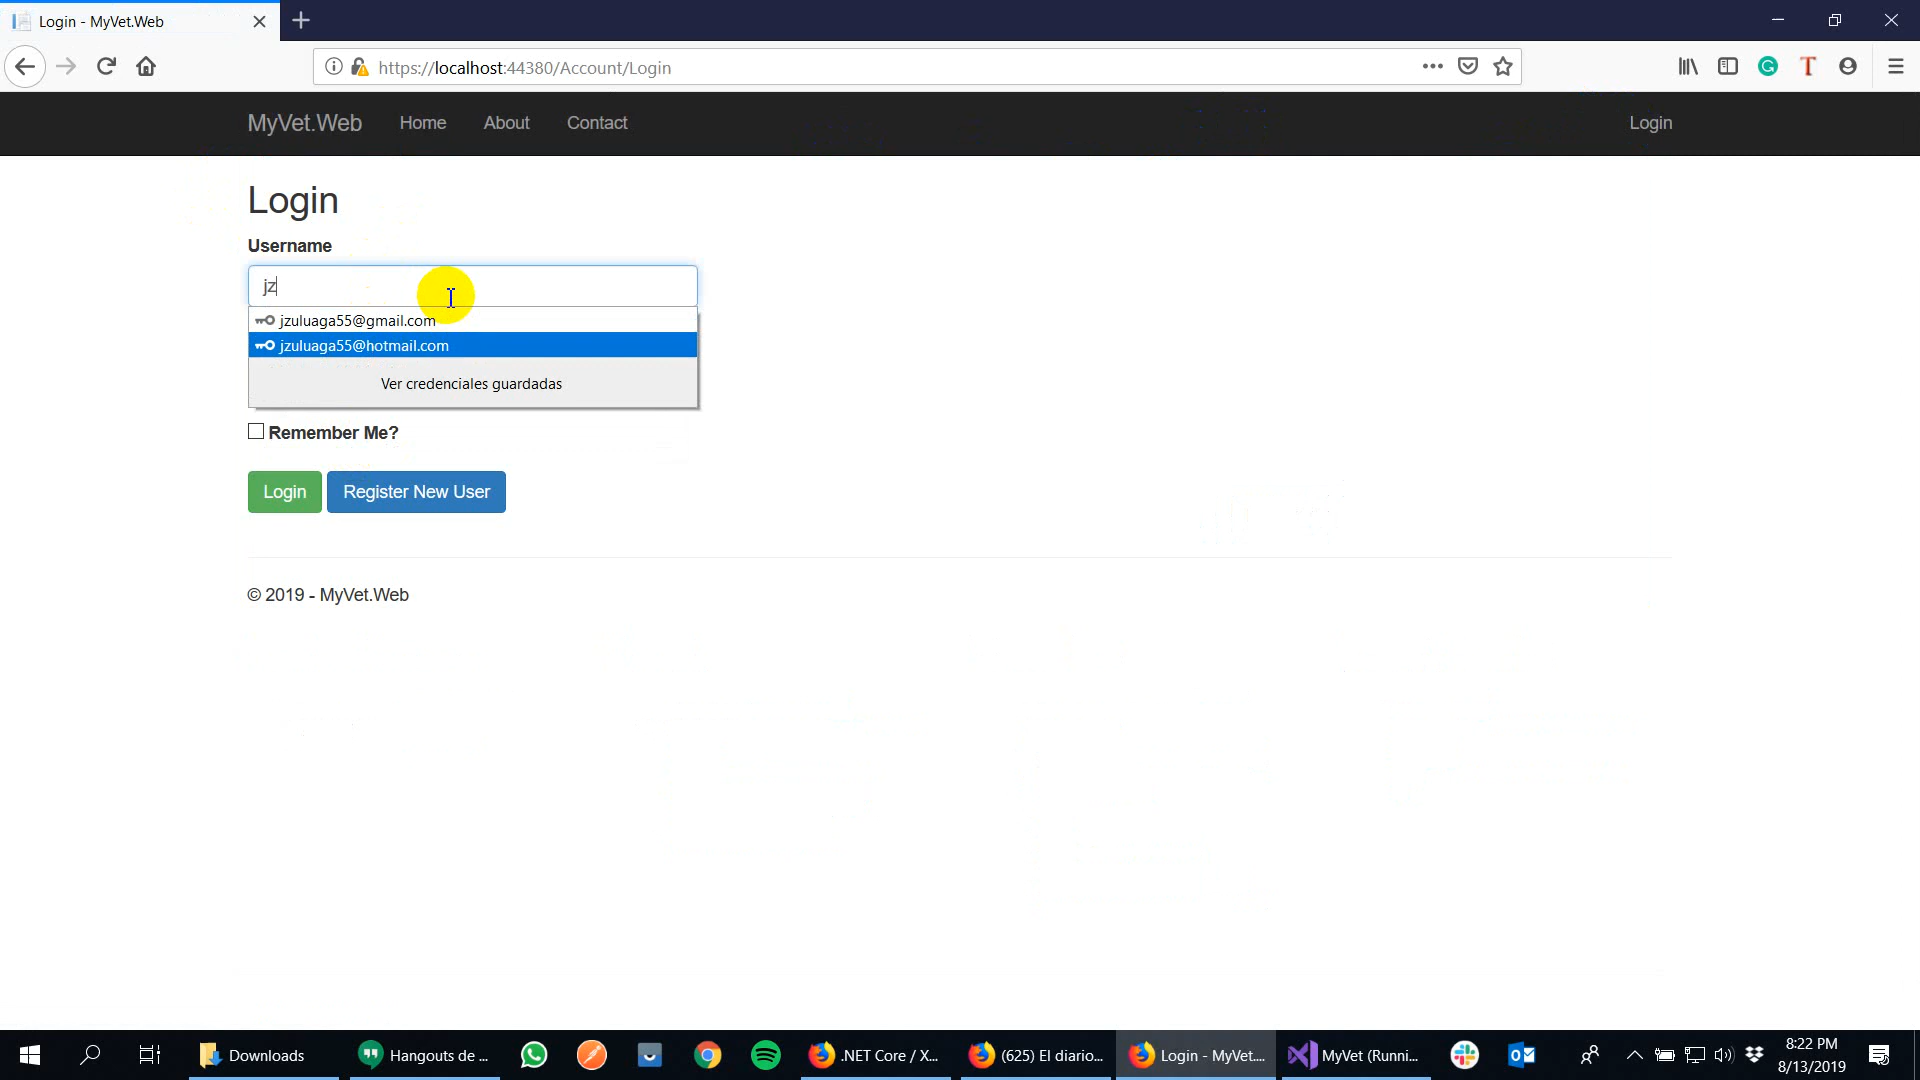 Login - MyVet.Web
https://localhost:44380/Account/Login
MyVet.Web Home About Contact Login
Login
Username
jz
jzuluaga55@gmail.com
jzuluaga55@hotmail.com
Ver credenciales guardadas
Remember Me?
Login Register New User
© 2019 - MyVet.Web
Downloads Hangouts de ... .NET Core / X... (625) El diario... Login - MyVet.... MyVet (Runni...
8:22 PM
8/13/2019